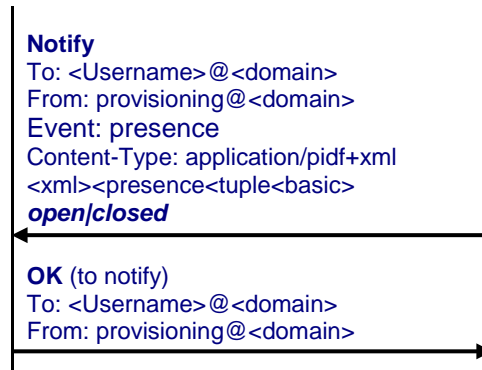 Notify
To: <Username>@<domain>
From: provisioning@<domain>
Event: presence
Content-Type: application/pidf+xml
<xml><presence<tuple<basic>
open|closed
OK (to notify)
To: <Username>@<domain>
From: provisioning@<domain>